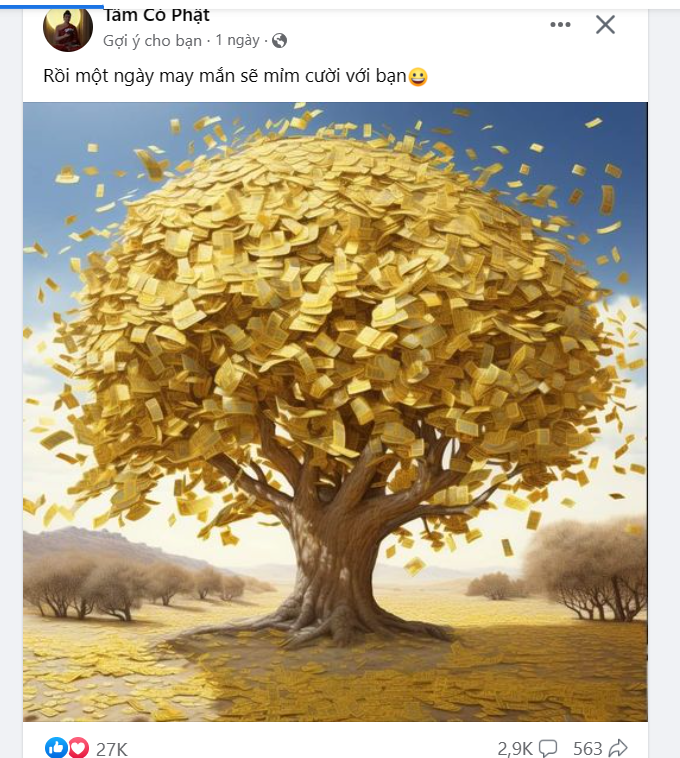 Tâm Có Phật
Gợi ý cho bạn · 1 ngày ·
Rồi một ngày may mắn sẽ mỉm cười với bạn😀
27K
2,9K
563